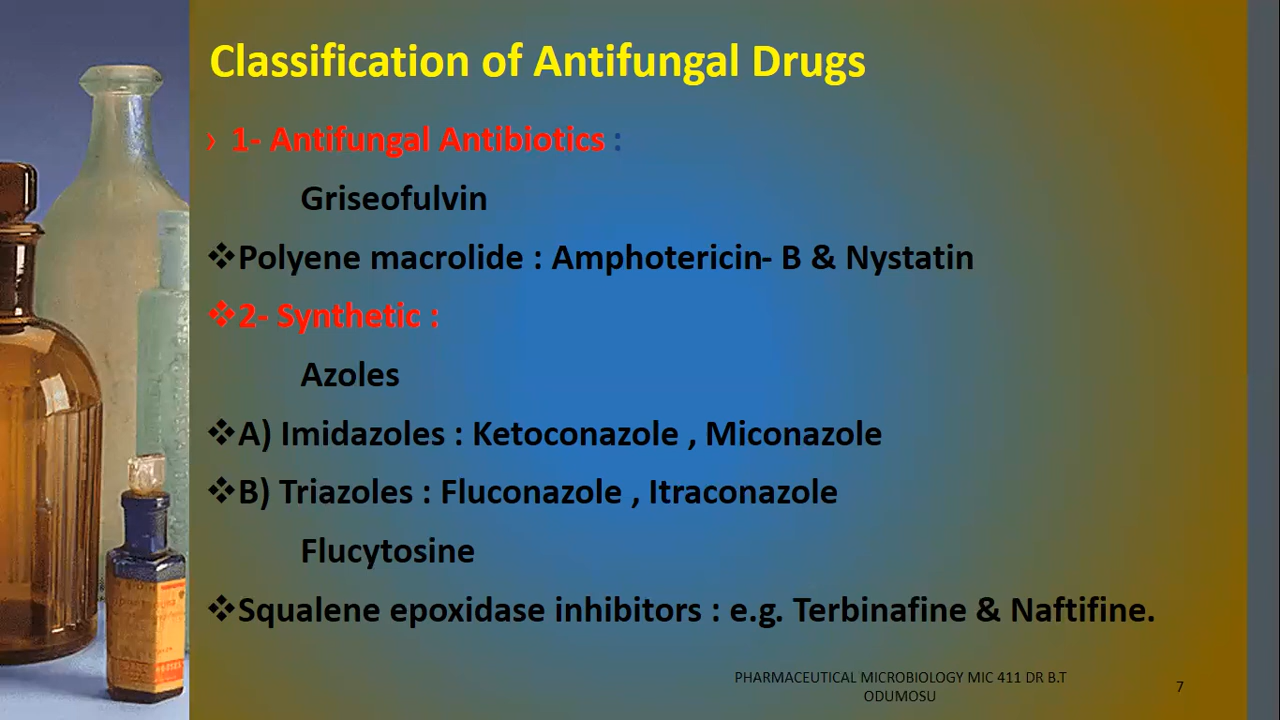 Classification of Antifungal Drugs
› 1- Antifungal Antibiotics :
Griseofulvin
❖Polyene macrolide : Amphotericin- B & Nystatin
❖2- Synthetic :
Azoles
❖A) Imidazoles : Ketoconazole , Miconazole
❖B) Triazoles : Fluconazole , Itraconazole
Flucytosine
❖Squalene epoxidase inhibitors : e.g. Terbinafine & Naftifine.
PHARMACEUTICAL MICROBIOLOGY MIC 411 DR B.T
ODUMOSU
7